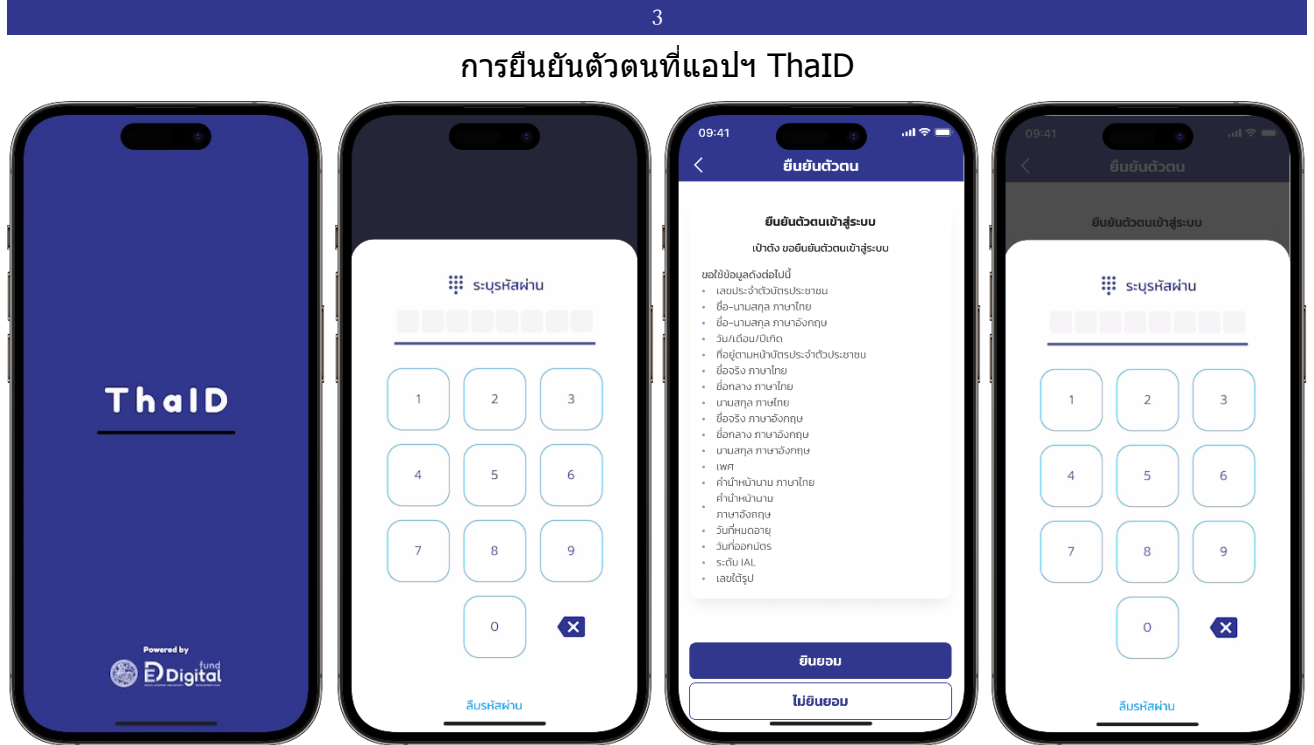 3
การยืนยันตัวตนที่แอปฯ ThaID
ThaID
Powered by
Digital fund
ระบุรหัสผ่าน
1 2 3
4 5 6
7 8 9
0
ลืมรหัสผ่าน
09:41
ยืนยันตัวตน
ยืนยันตัวตนเข้าสู่ระบบ
เป๋าตัง ขอยืนยันตัวตนเข้าสู่ระบบ
ขอใช้ข้อมูลดังต่อไปนี้
• เลขประจำตัวบัตรประชาชน
• ชื่อ-นามสกุล ภาษาไทย
• ชื่อ-นามสกุล ภาษาอังกฤษ
• วัน/เดือน/ปีเกิด
• ที่อยู่ตามหน้าบัตรประจำตัวประชาชน
• ชื่อจริง ภาษาไทย
• ชื่อกลาง ภาษาไทย
• นามสกุล ภาษไทย
• ชื่อจริง ภาษาอังกฤษ
• ชื่อกลาง ภาษาอังกฤษ
• นามสกุล ภาษาอังกฤษ
• เพศ
• คำนำหน้านาม ภาษาไทย
• คำนำหน้านาม
ภาษาอังกฤษ
• วันที่หมดอายุ
• วันที่ออกบัตร
• ระดับ IAL
• เลขใต้รูป
ยินยอม
ไม่ยินยอม
09:41
ยืนยันตัวตน
ยืนยันตัวตนเข้าสู่ระบบ
ระบุรหัสผ่าน
1 2 3
4 5 6
7 8 9
0
ลืมรหัสผ่าน